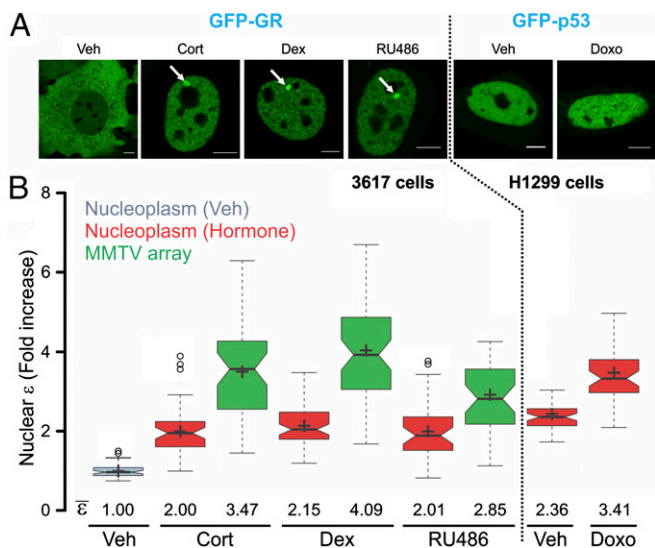 A
GFP-GR
GFP-p53
Veh Cort Dex RU486 Veh Doxo
B
3617 cells H1299 cells
Nucleoplasm (Veh)
Nucleoplasm (Hormone)
MMTV array
Nuclear ε (Fold increase)
8
6
4
2
0
ε̅ 1.00 2.00 3.47 2.15 4.09 2.01 2.85 2.36 3.41
Veh Cort Dex RU486 Veh Doxo